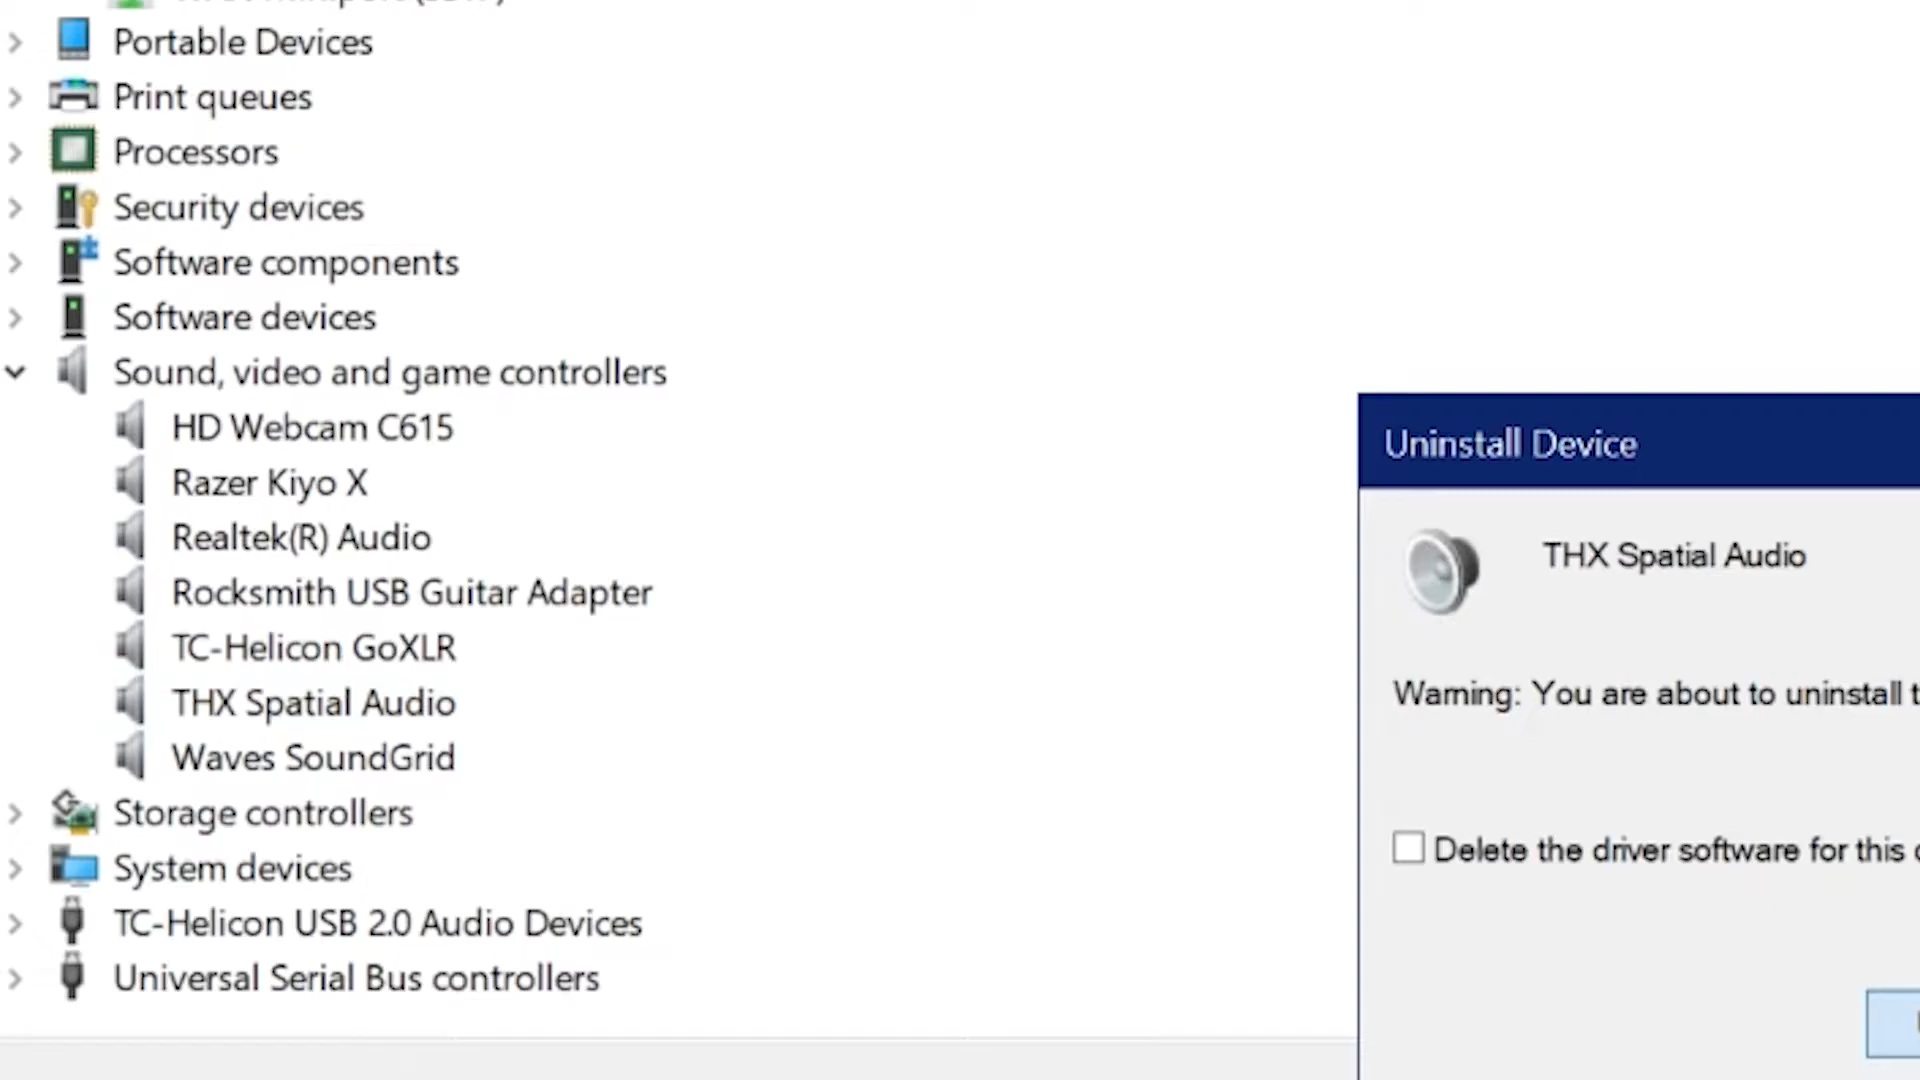 Portable Devices
Print queues
Processors
Security devices
Software components
Software devices
Sound, video and game controllers
HD Webcam C615
Razer Kiyo X
Realtek(R) Audio
Rocksmith USB Guitar Adapter
TC-Helicon GoXLR
THX Spatial Audio
Waves SoundGrid
Storage controllers
System devices
TC-Helicon USB 2.0 Audio Devices
Universal Serial Bus controllers
Uninstall Device
THX Spatial Audio
Warning: You are about to uninstall
Delete the driver software for this